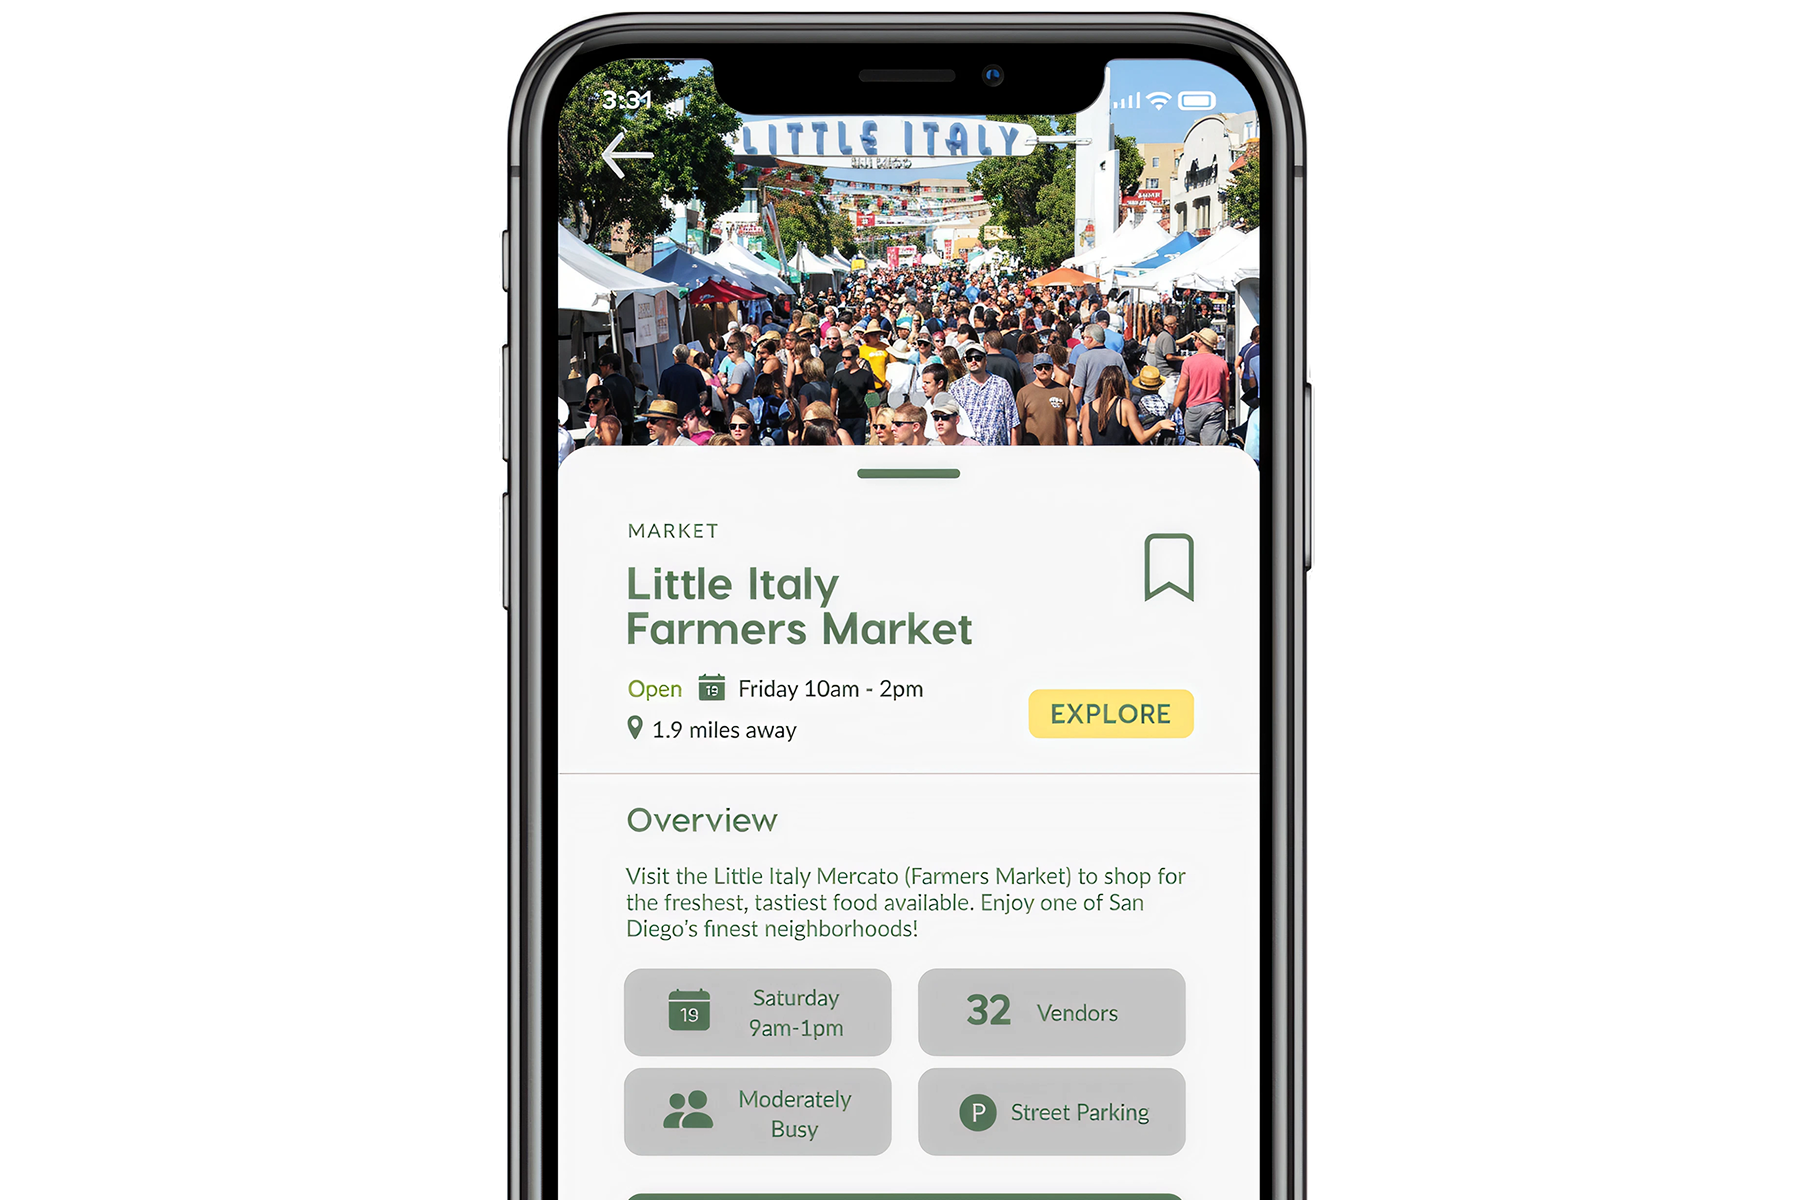 3:31
LITTLE ITALY
MARKET
Little Italy
Farmers Market
Open 19 Friday 10am - 2pm
1.9 miles away
EXPLORE
Overview
Visit the Little Italy Mercato (Farmers Market) to shop for
the freshest, tastiest food available. Enjoy one of San
Diego's finest neighborhoods!
19 Saturday
9am-1pm
32 Vendors
Moderately
Busy
P Street Parking